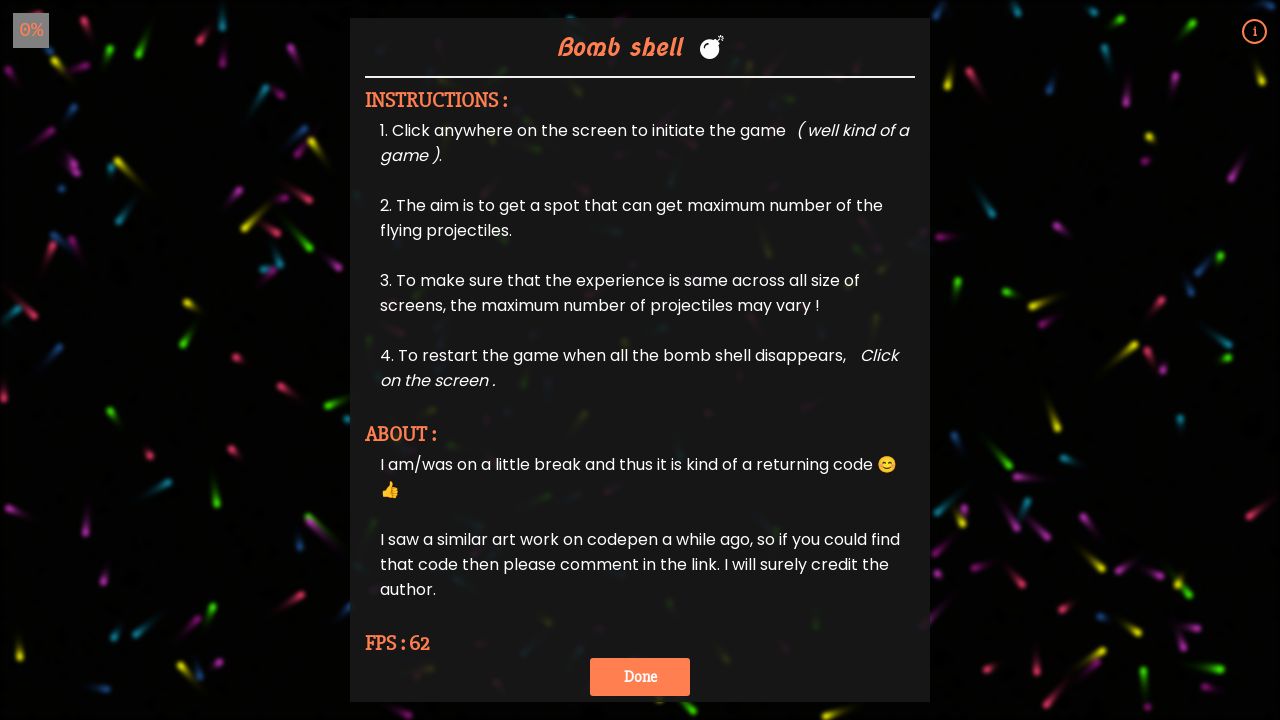 0%
Bomb shell 💣
i
INSTRUCTIONS :
1. Click anywhere on the screen to initiate the game ( well kind of a
game ).
2. The aim is to get a spot that can get maximum number of the
flying projectiles.
3. To make sure that the experience is same across all size of
screens, the maximum number of projectiles may vary !
4. To restart the game when all the bomb shell disappears, Click
on the screen .
ABOUT :
I am/was on a little break and thus it is kind of a returning code 😊
👍
I saw a similar art work on codepen a while ago, so if you could find
that code then please comment in the link. I will surely credit the
author.
FPS : 62
Done